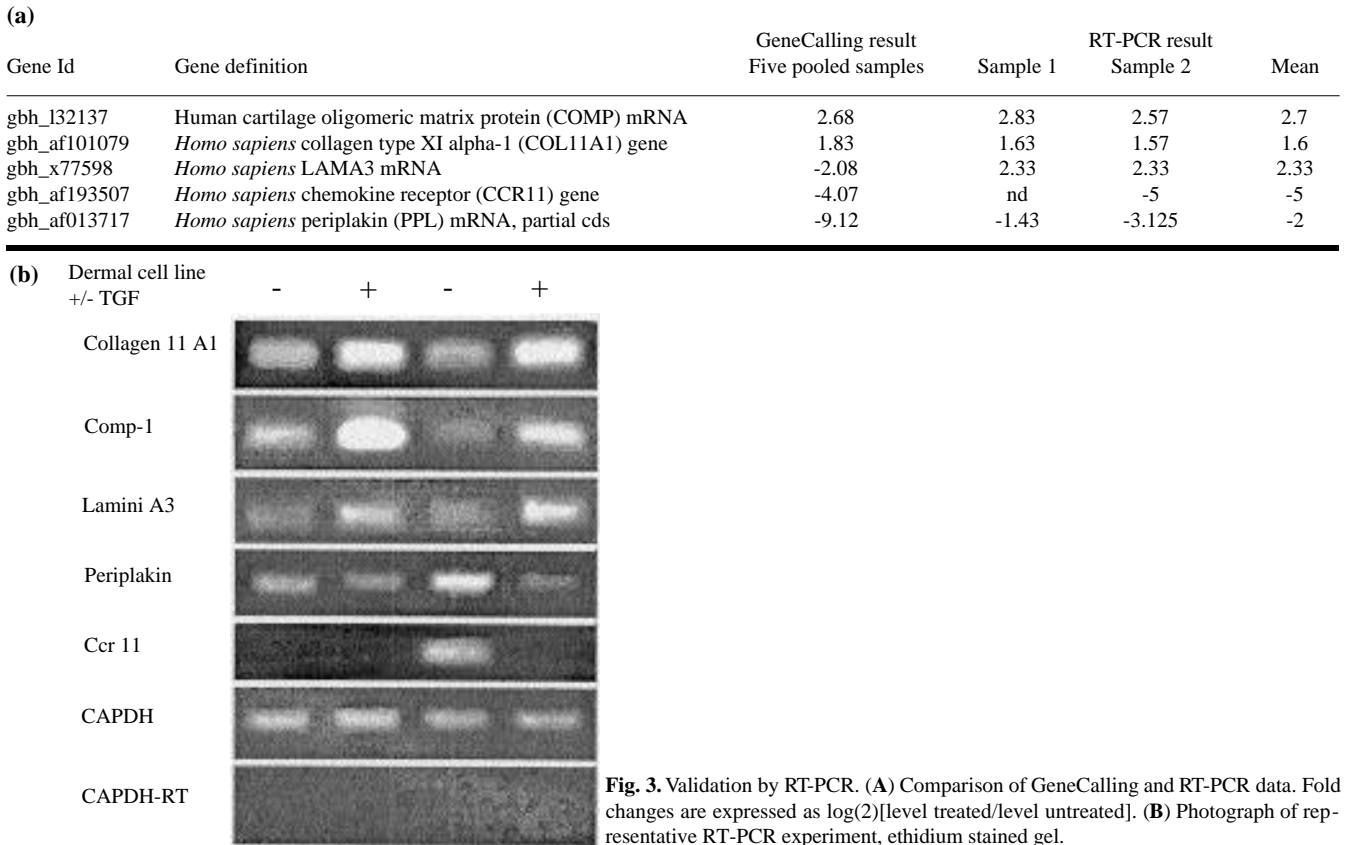 (a)
GeneCalling result RT-PCR result
Gene Id Gene definition Five pooled samples Sample 1 Sample 2 Mean
gbh_l32137 Human cartilage oligomeric matrix protein (COMP) mRNA 2.68 2.83 2.57 2.7
gbh_af101079 Homo sapiens collagen type XI alpha-1 (COL11A1) gene 1.83 1.63 1.57 1.6
gbh_x77598 Homo sapiens LAMA3 mRNA -2.08 2.33 2.33 2.33
gbh_af193507 Homo sapiens chemokine receptor (CCR11) gene -4.07 nd -5 -5
gbh_af013717 Homo sapiens periplakin (PPL) mRNA, partial cds -9.12 -1.43 -3.125 -2
(b) Dermal cell line
+/- TGF - + - +
Collagen 11 A1
Comp-1
Lamini A3
Periplakin
Ccr 11
CAPDH
CAPDH-RT
Fig. 3. Validation by RT-PCR. (A) Comparison of GeneCalling and RT-PCR data. Fold
changes are expressed as log(2)[level treated/level untreated]. (B) Photograph of rep-
resentative RT-PCR experiment, ethidium stained gel.